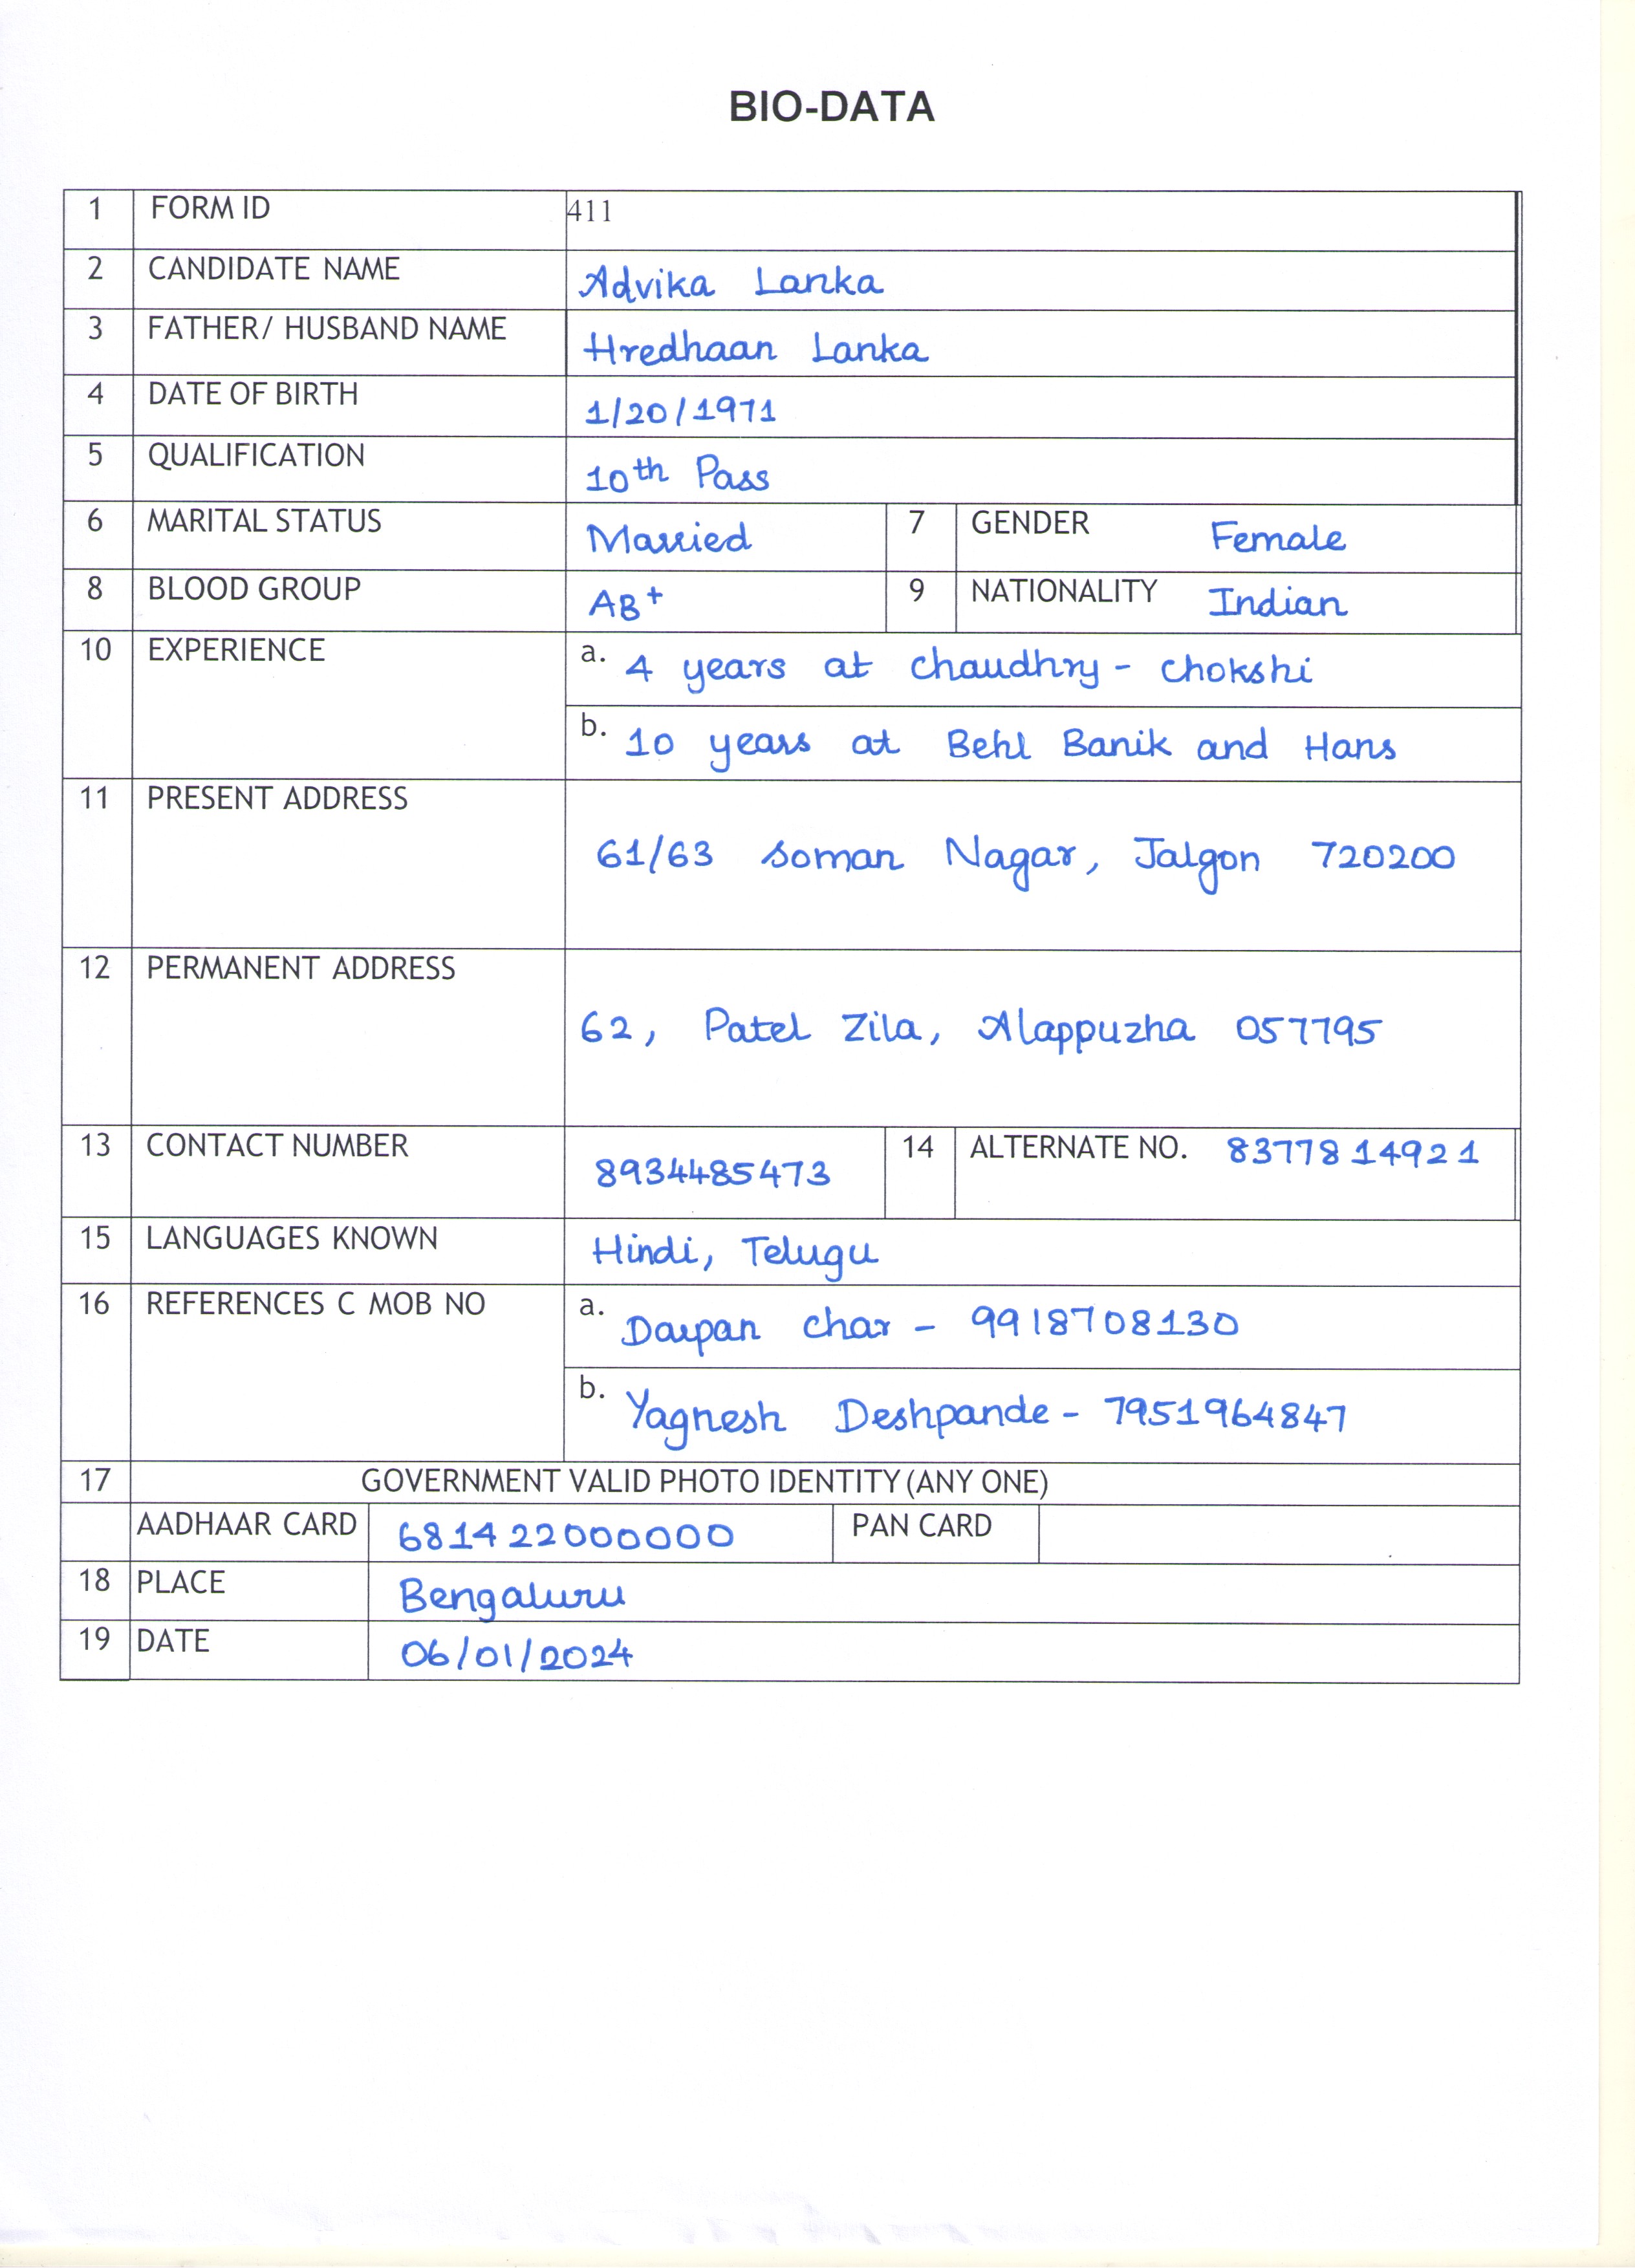 BIO-DATA
1 FORM ID 411
2 CANDIDATE NAME Advika Lanka
3 FATHER/ HUSBAND NAME Hredhaan Lanka
4 DATE OF BIRTH 1/20/1971
5 QUALIFICATION 10th Pass
6 MARITAL STATUS Married 7 GENDER Female
8 BLOOD GROUP AB+ 9 NATIONALITY Indian
10 EXPERIENCE a. 4 years at chaudhry - chokshi
b. 10 years at Behl Banik and Hans
11 PRESENT ADDRESS
61/63 soman Nagar, Jalgon 720200
12 PERMANENT ADDRESS
62, Patel Zila, Alappuzha 057795
13 CONTACT NUMBER 8934485473 14 ALTERNATE NO. 8377814921
15 LANGUAGES KNOWN Hindi, Telugu
16 REFERENCES C MOB NO a. Darpan char - 9918708130
b. Yagnesh Deshpande - 7951964847
17 GOVERNMENT VALID PHOTO IDENTITY (ANY ONE)
AADHAAR CARD 681422000000 PAN CARD
18 PLACE Bengaluru
19 DATE 06/01/2024